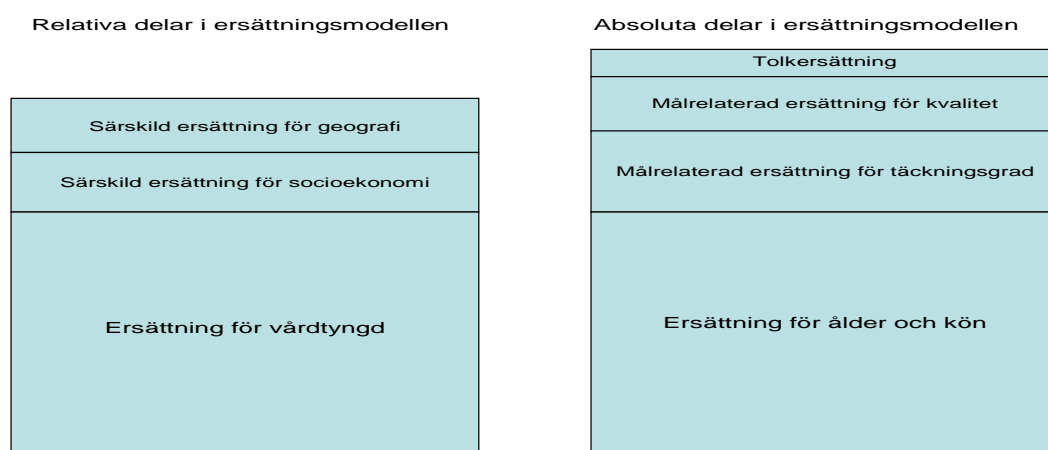 Relativa delar i ersättningsmodellen
Särskild ersättning för geografi
Särskild ersättning för socioekonomi
Ersättning för vårdtyngd
Absoluta delar i ersättningsmodellen
Tolkersättning
Målrelaterad ersättning för kvalitet
Målrelaterad ersättning för täckningsgrad
Ersättning för ålder och kön